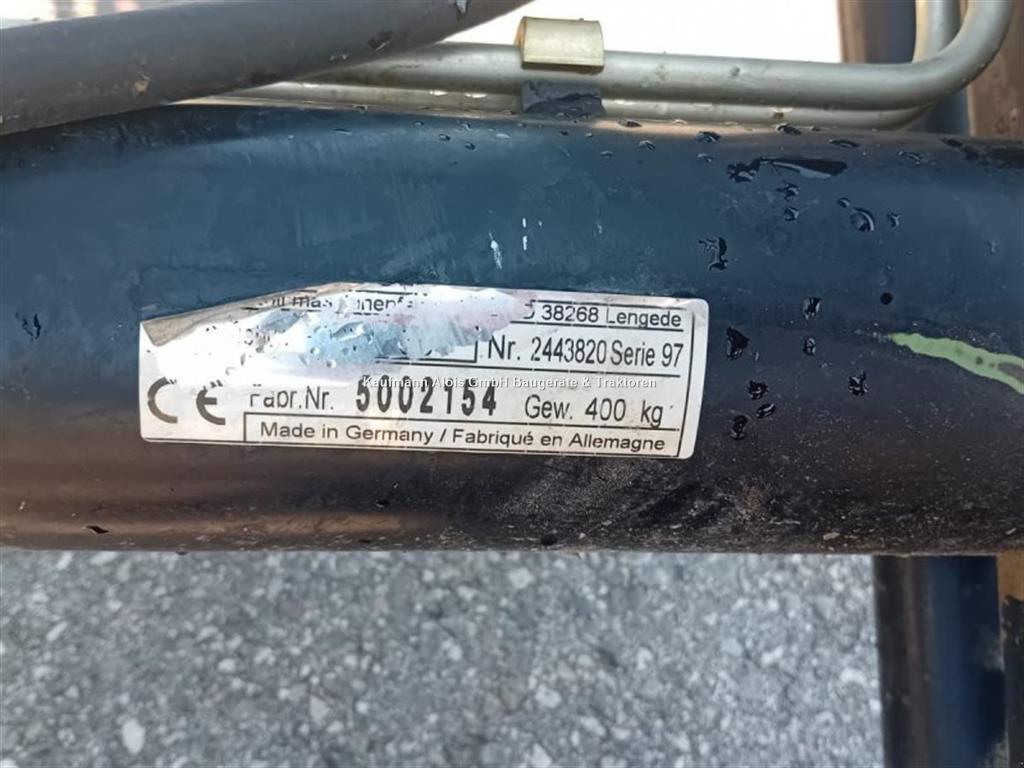 D 38268 Lengede
Nr. 2443820 Serie 97
Kaufmann Alois GmbH Baugeräte & Traktoren
CE Fabr.Nr. 5002154 Gew. 400 kg
Made in Germany / Fabriqué en Allemagne